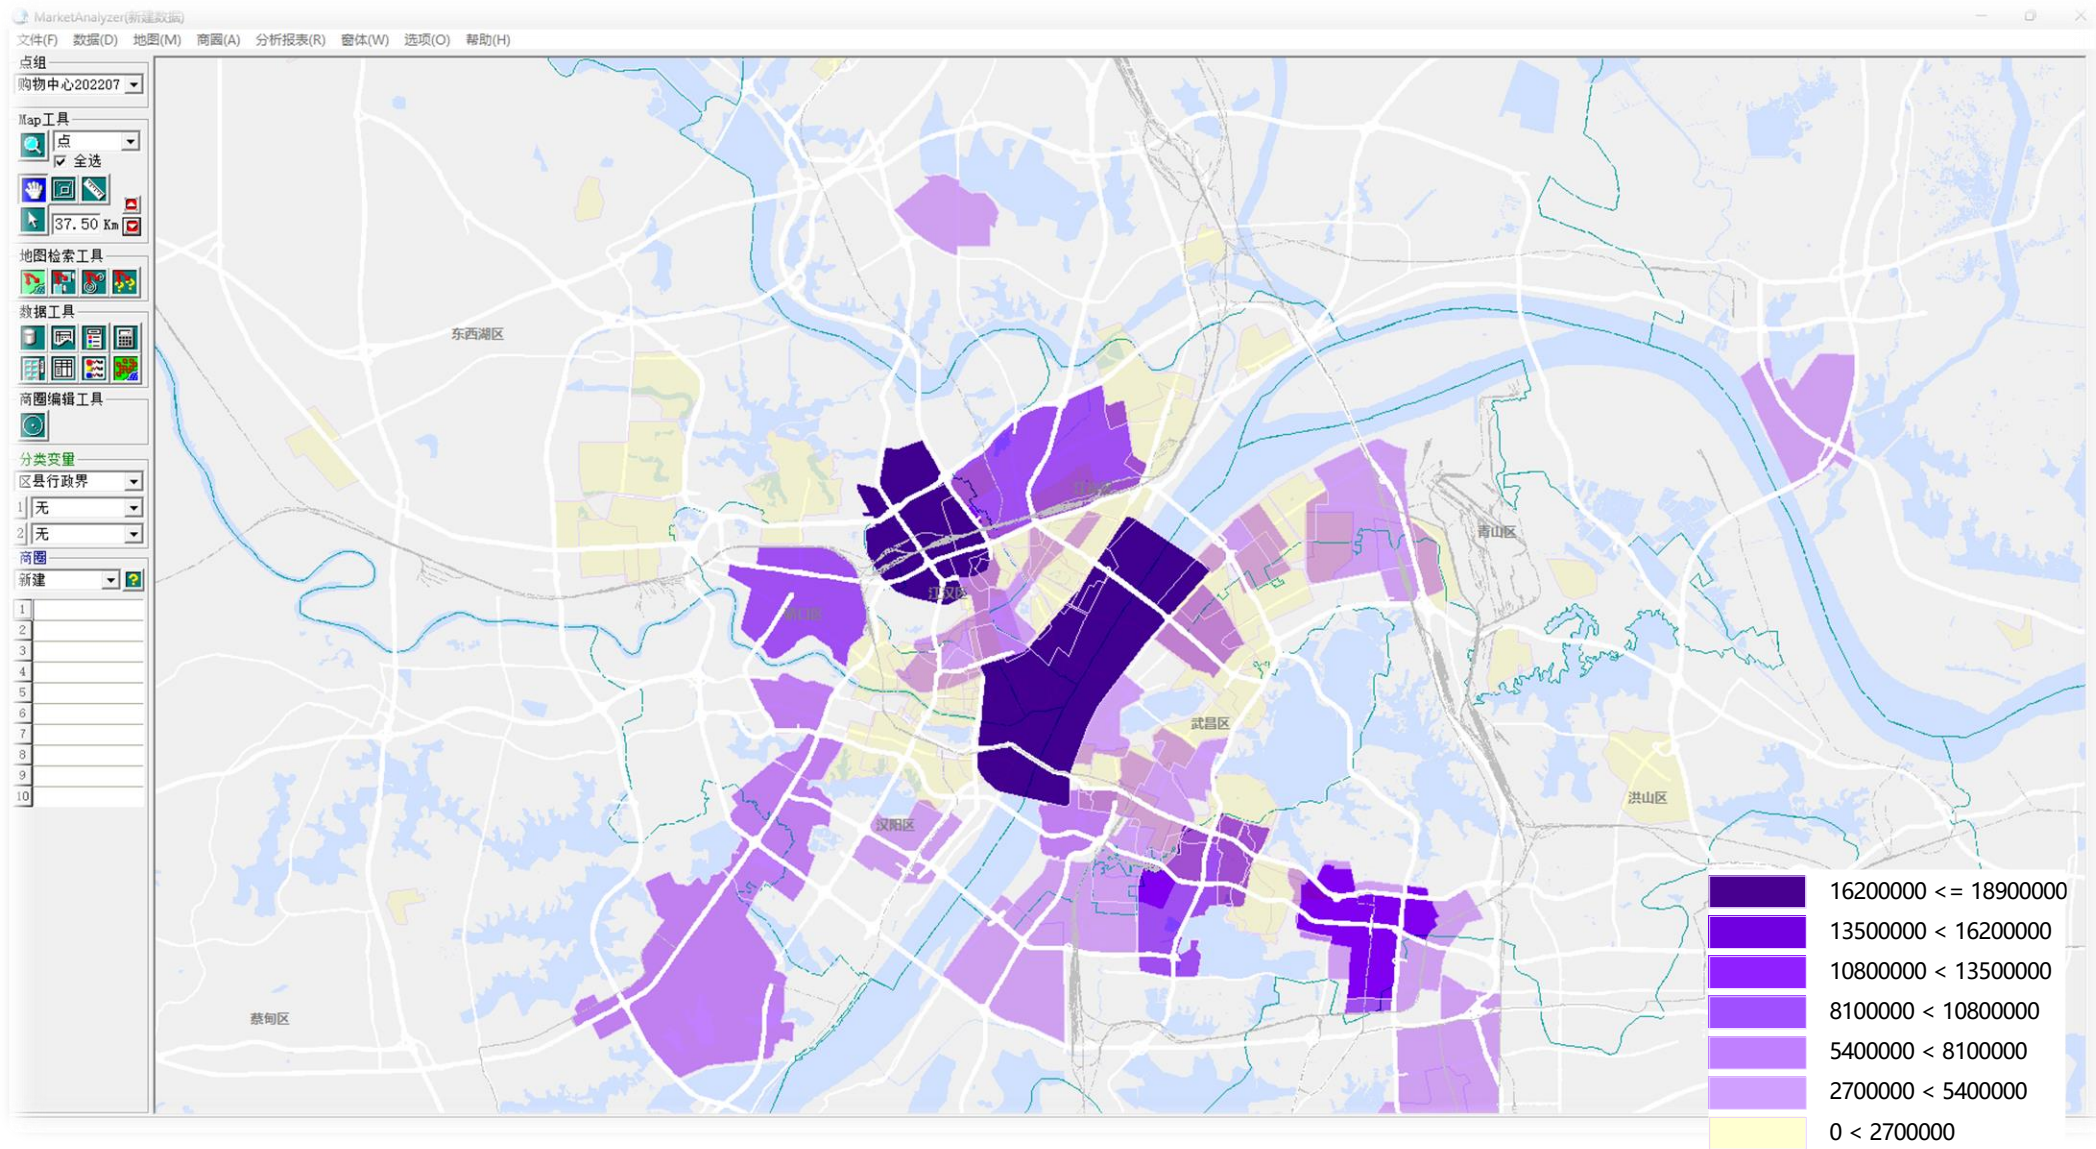 MarketAnalyzer(新建数据)
文件(F) 数据(D) 地图(M) 商圈(A) 分析报表(R) 窗体(W) 选项(O) 帮助(H)
点组
购物中心202207
Map工具
点
全选
37.50 Km
地图检索工具
数据工具
商圈编辑工具
分类变量
区县行政界
1 无
2 无
商圈
新建
1
2
3
4
5
6
7
8
9
10
东西湖区
青山区
江汉区
武昌区
洪山区
汉阳区
蔡甸区
16200000 <= 18900000
13500000 < 16200000
10800000 < 13500000
8100000 < 10800000
5400000 < 8100000
2700000 < 5400000
0 < 2700000